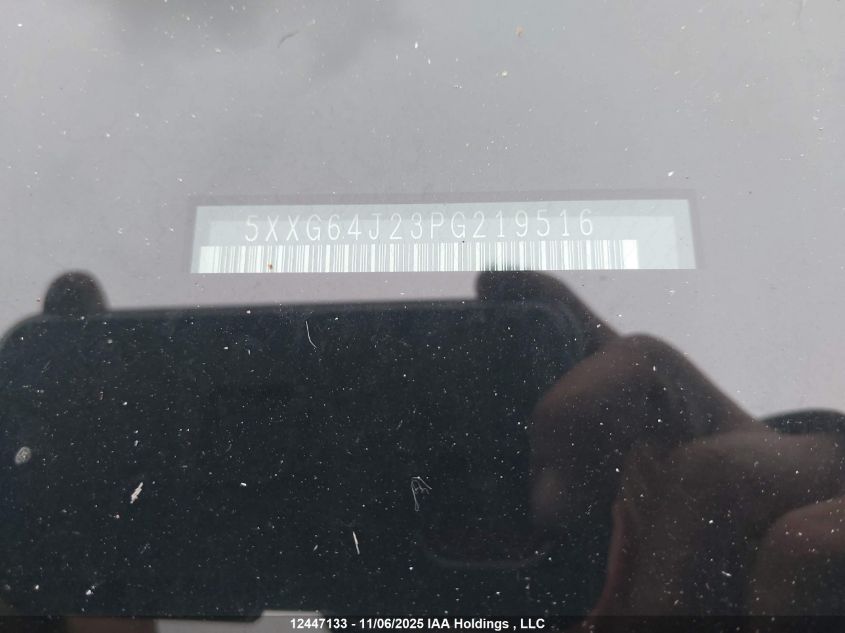 5XXG64J23PG219516
12447133 - 11/06/2025 IAA Holdings , LLC